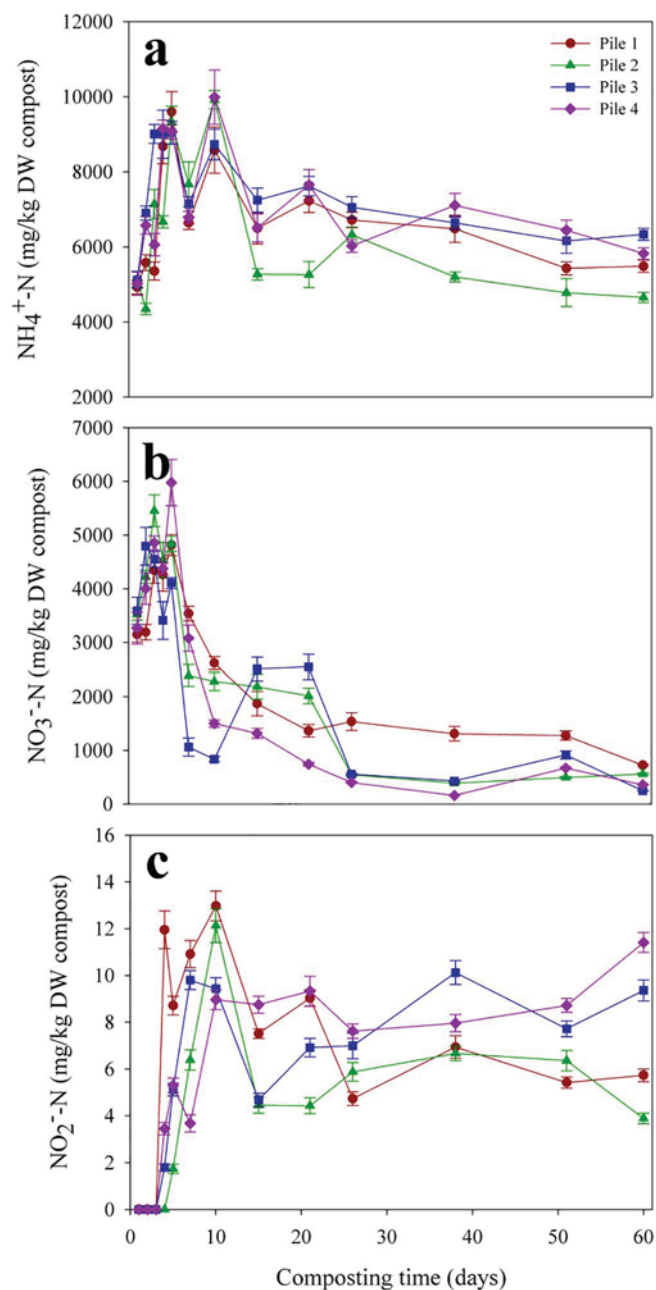 a
Pile 1
Pile 2
Pile 3
Pile 4
12000
10000
8000
6000
4000
2000
NH₄⁺-N (mg/kg DW compost)
b
7000
6000
5000
4000
3000
2000
1000
0
NO₃⁻-N (mg/kg DW compost)
c
16
14
12
10
8
6
4
2
0
NO₂⁻-N (mg/kg DW compost)
0 10 20 30 40 50 60
Composting time (days)